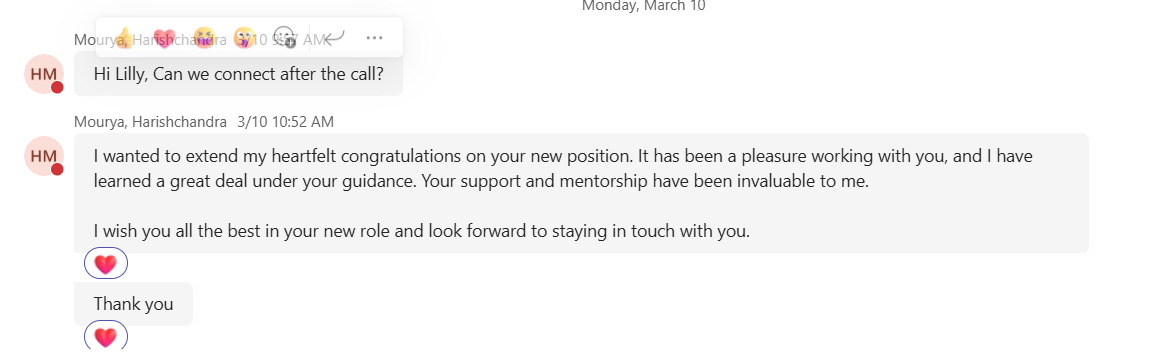 Monday, March 10
Mourya, Harishchandra 3/10 AM
HM
Hi Lilly, Can we connect after the call?
Mourya, Harishchandra 3/10 10:52 AM
HM
I wanted to extend my heartfelt congratulations on your new position. It has been a pleasure working with you, and I have
learned a great deal under your guidance. Your support and mentorship have been invaluable to me.
I wish you all the best in your new role and look forward to staying in touch with you.
Thank you